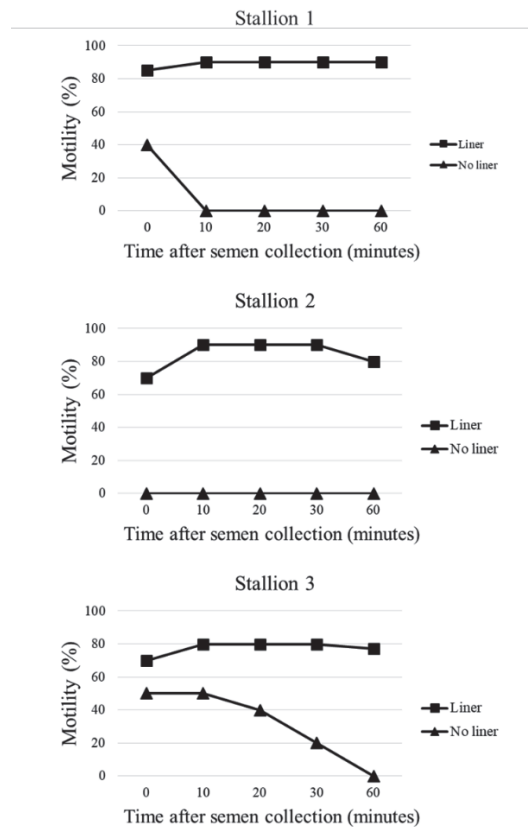 Stallion 1
100
80
60
40
20
0
Motility (%)
0 10 20 30 60
Time after semen collection (minutes)
Liner
No liner
Stallion 2
100
80
60
40
20
0
Motility (%)
0 10 20 30 60
Time after semen collection (minutes)
Liner
No liner
Stallion 3
100
80
60
40
20
0
Motility (%)
0 10 20 30 60
Time after semen collection (minutes)
Liner
No liner